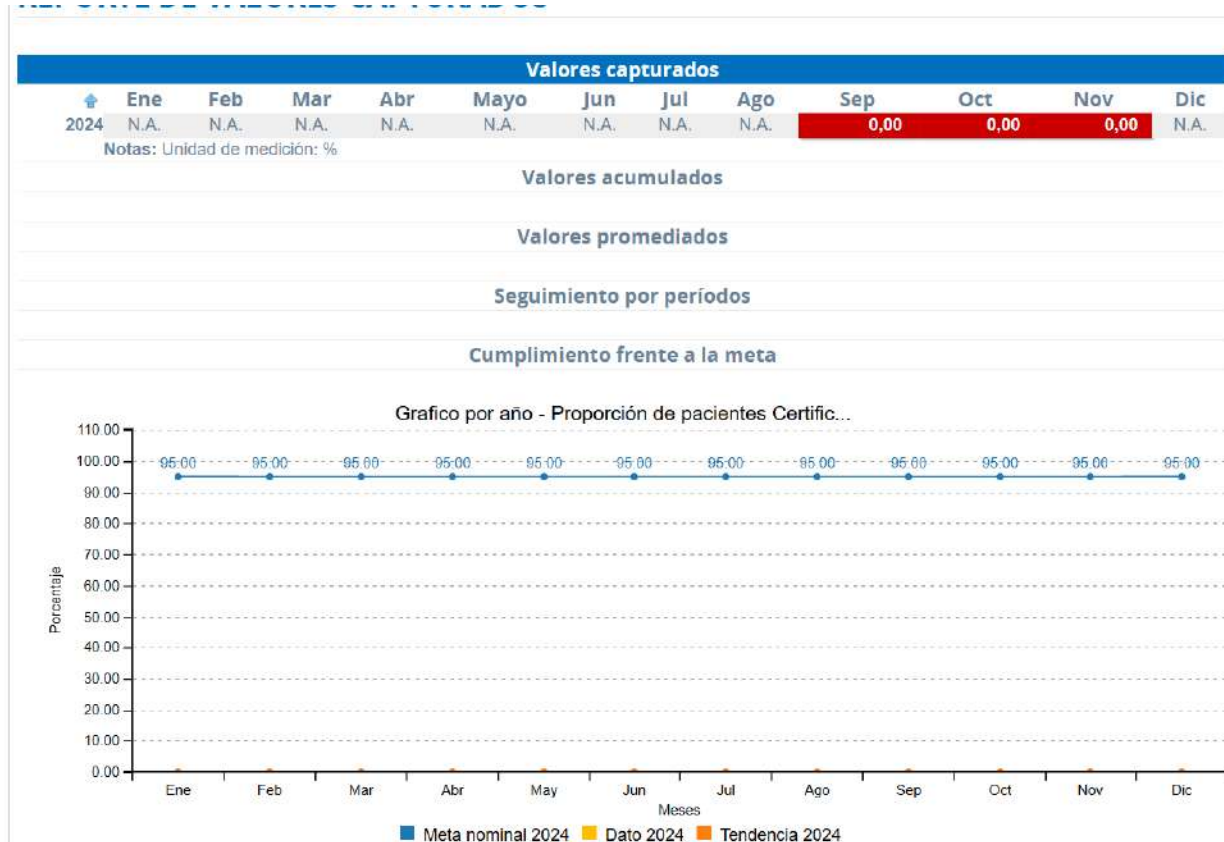 REPORTE DE VALORES CAPTURADOS
Valores capturados
Ene Feb Mar Abr Mayo Jun Jul Ago Sep Oct Nov Dic
2024 N.A. N.A. N.A. N.A. N.A. N.A. N.A. N.A. 0,00 0,00 0,00 N.A.
Notas: Unidad de medición: %
Valores acumulados
Valores promediados
Seguimiento por períodos
Cumplimiento frente a la meta
Grafico por año - Proporción de pacientes Certific...
110.00
100.00
95.00 95.00 95.00 95.00 95.00 95.00 95.00 95.00 95.00 95.00 95.00 95.00
90.00
80.00
70.00
60.00
50.00
40.00
30.00
20.00
10.00
0.00
Porcentaje
Ene Feb Mar Abr May Jun Jul Ago Sep Oct Nov Dic
Meses
Meta nominal 2024 Dato 2024 Tendencia 2024